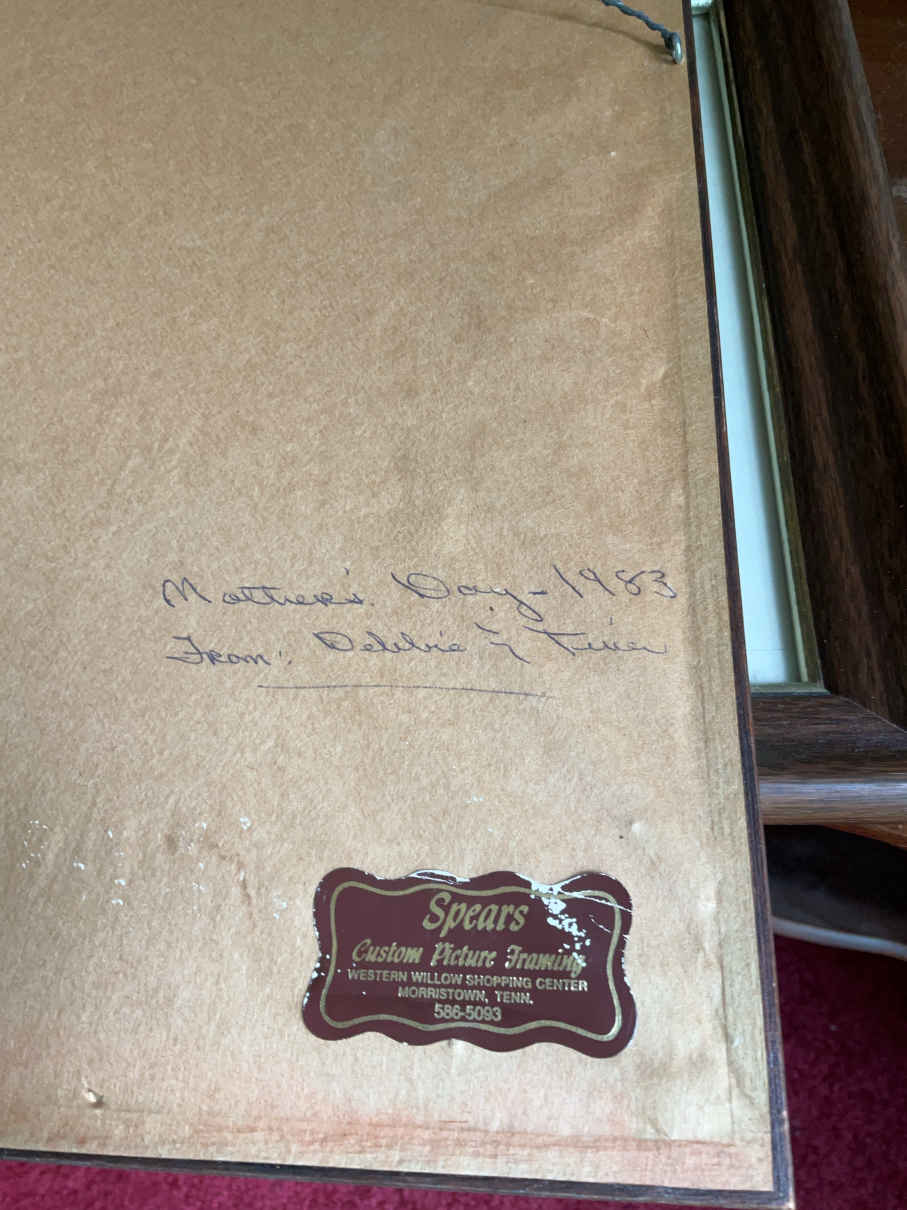 Mother's Day - 1983
From: Debbie &
Spears
Custom Picture Framing
WESTERN WILLOW SHOPPING CENTER
MORRISTOWN, TENN.
586-5093